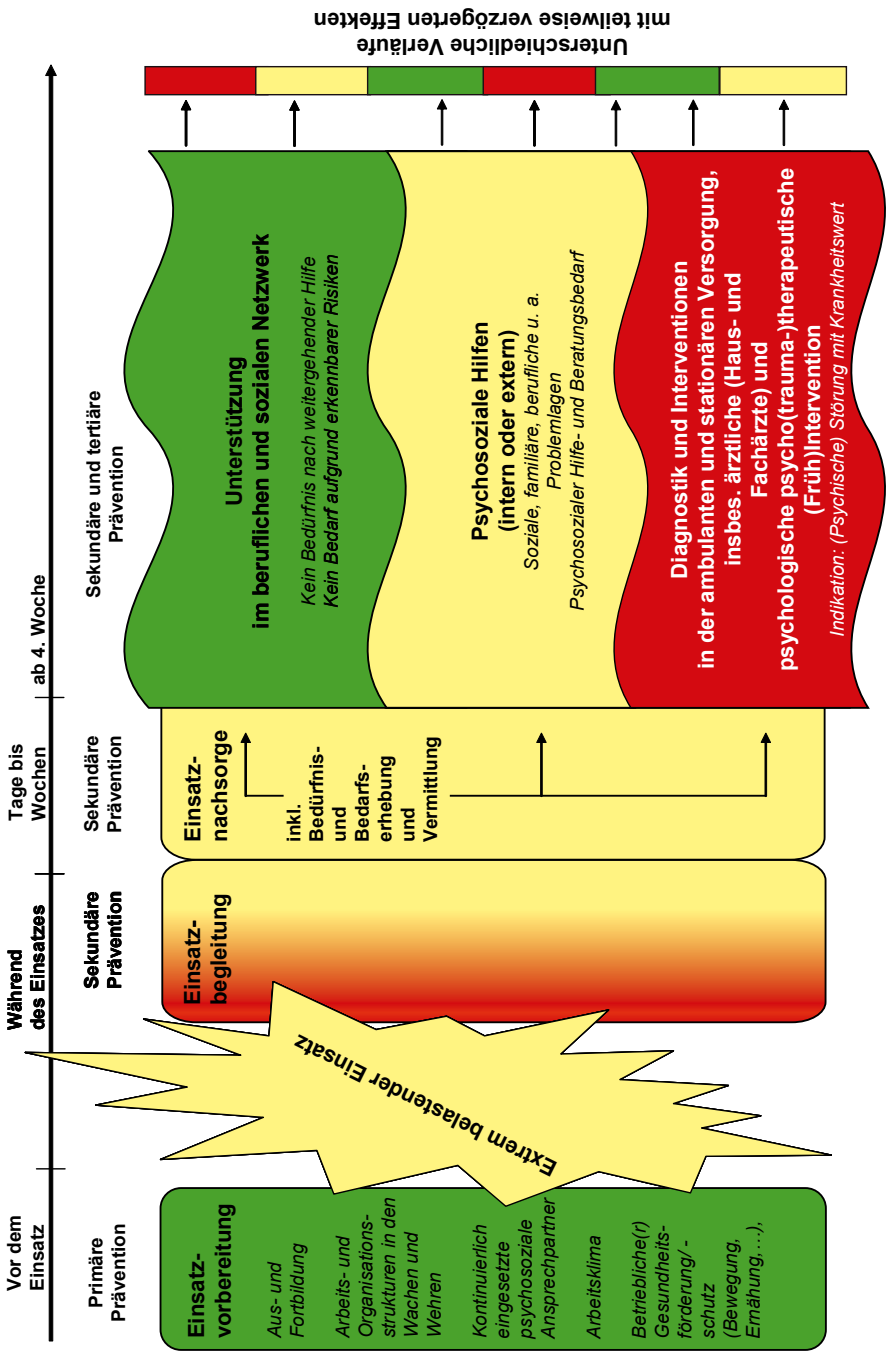 Vor dem
Einsatz
Während
des Einsatzes
Tage bis
Wochen
ab 4. Woche
Primäre
Prävention
Sekundäre
Prävention
Sekundäre
Prävention
Sekundäre und tertiäre
Prävention
Einsatz-
vorbereitung
Aus- und
Fortbildung
Arbeits- und
Organisations-
strukturen in den
Wachen und
Wehren
Kontinuierlich
eingesetzte
psychosoziale
Ansprechpartner
Arbeitsklima
Betriebliche(r)
Gesundheits-
förderung/ -
schutz
(Bewegung,
Ernähung,…),
Extrem belastender Einsatz
Einsatz-
begleitung
Einsatz-
nachsorge
inkl.
Bedürfnis-
und
Bedarfs-
erhebung
und
Vermittlung
Unterstützung
im beruflichen und sozialen Netzwerk
Kein Bedürfnis nach weitergehender Hilfe
Kein Bedarf aufgrund erkennbarer Risiken
Psychosoziale Hilfen
(intern oder extern)
Soziale, familiäre, berufliche u. a.
Problemlagen
Psychosozialer Hilfe- und Beratungsbedarf
Diagnostik und Interventionen
in der ambulanten und stationären Versorgung,
insbes. ärztliche (Haus- und
Fachärzte) und
psychologische psycho(trauma-)therapeutische
(Früh)Intervention
Indikation: (Psychische) Störung mit Krankheitswert
Unterschiedliche Verläufe
mit teilweise verzögerten Effekten